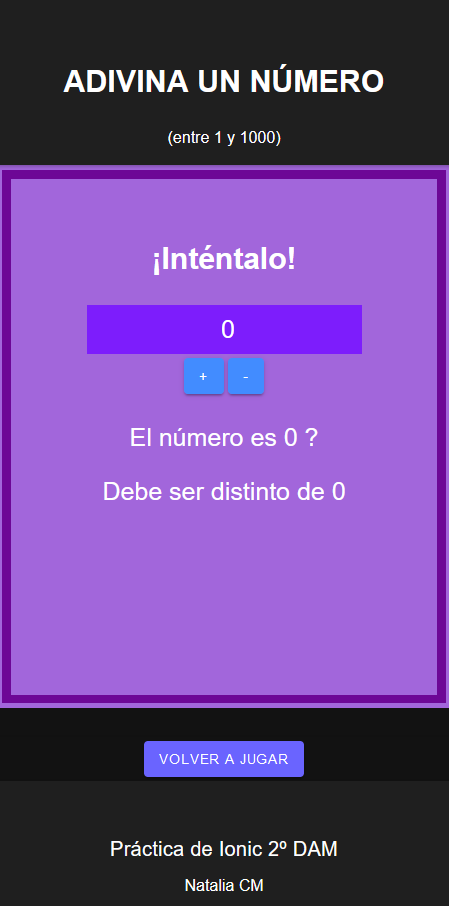 ADIVINA UN NÚMERO
(entre 1 y 1000)
¡Inténtalo!
0
+ -
El número es 0 ?
Debe ser distinto de 0
VOLVER A JUGAR
Práctica de Ionic 2º DAM
Natalia CM